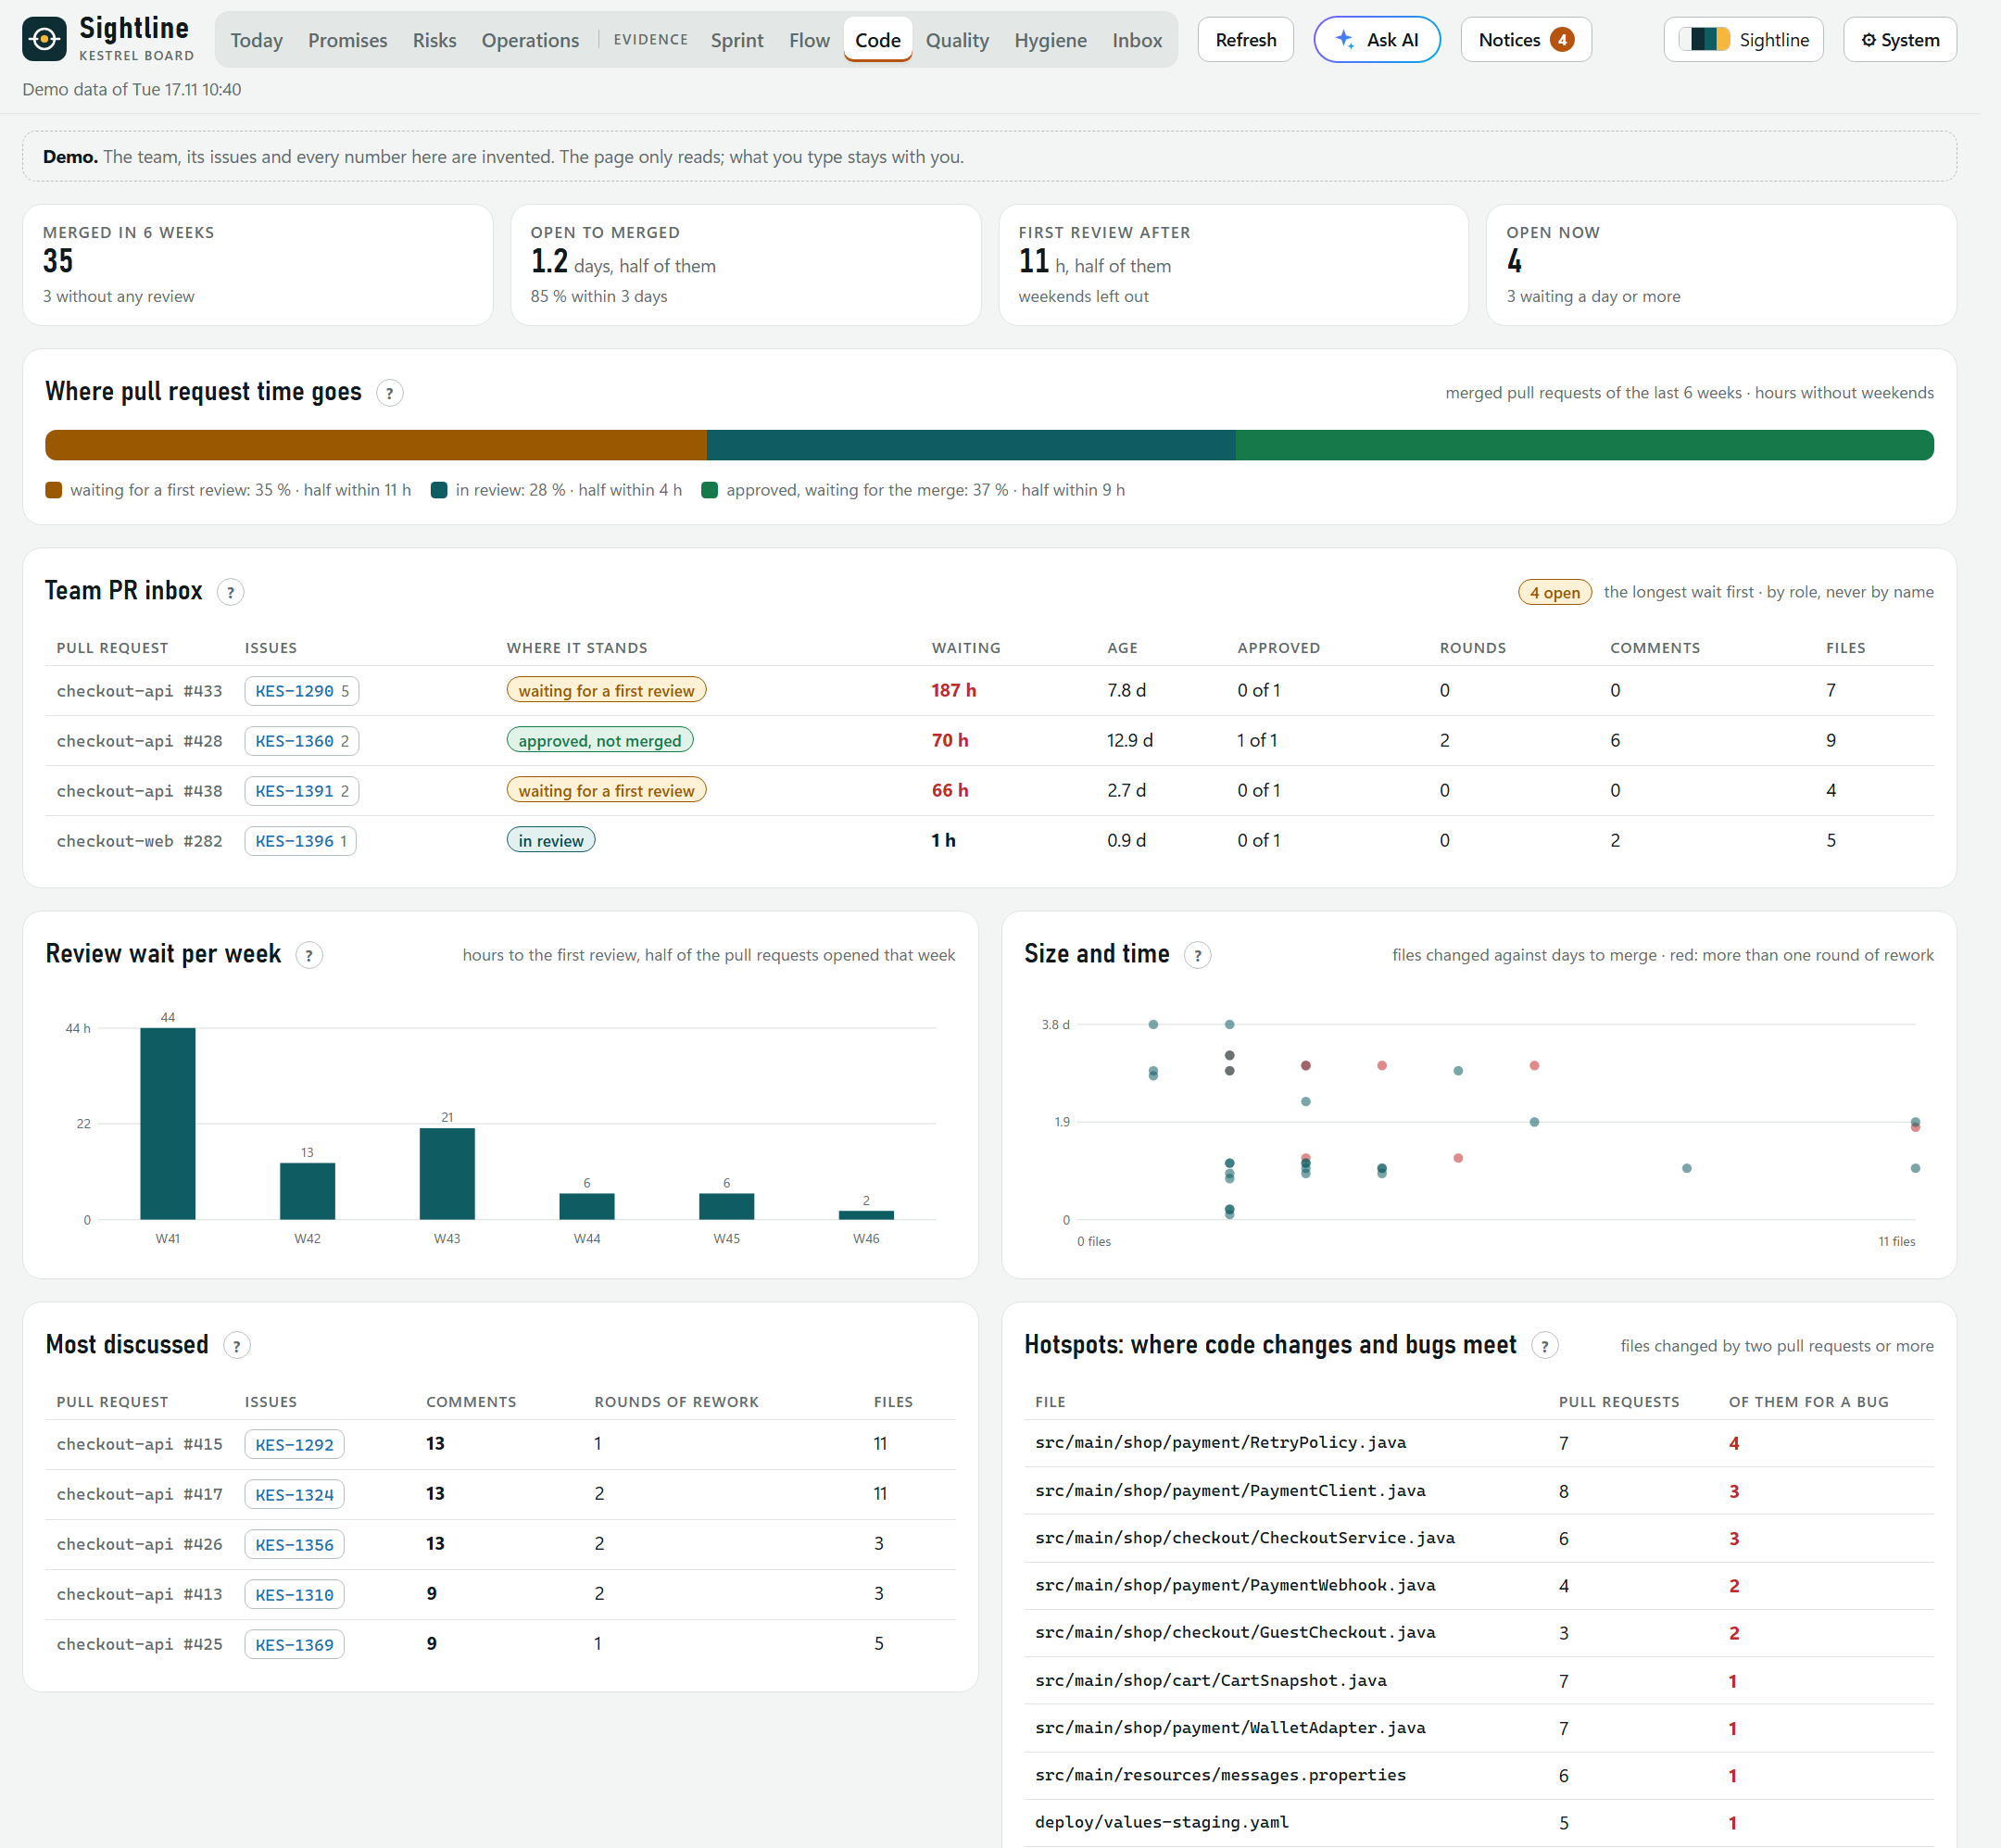 Sightline
KESTREL BOARD
Today Promises Risks Operations EVIDENCE Sprint Flow Code Quality Hygiene Inbox
Refresh Ask AI Notices 4 Sightline System
Demo data of Tue 17.11 10:40
Demo. The team, its issues and every number here are invented. The page only reads; what you type stays with you.
MERGED IN 6 WEEKS
35
3 without any review
OPEN TO MERGED
1.2 days, half of them
85 % within 3 days
FIRST REVIEW AFTER
11 h, half of them
weekends left out
OPEN NOW
4
3 waiting a day or more
Where pull request time goes ? merged pull requests of the last 6 weeks · hours without weekends
waiting for a first review: 35 % · half within 11 h in review: 28 % · half within 4 h approved, waiting for the merge: 37 % · half within 9 h
Team PR inbox ? 4 open the longest wait first · by role, never by name
PULL REQUEST ISSUES WHERE IT STANDS WAITING AGE APPROVED ROUNDS COMMENTS FILES
checkout-api #433 KES-1290 5 waiting for a first review 187 h 7.8 d 0 of 1 0 0 7
checkout-api #428 KES-1360 2 approved, not merged 70 h 12.9 d 1 of 1 2 6 9
checkout-api #438 KES-1391 2 waiting for a first review 66 h 2.7 d 0 of 1 0 0 4
checkout-web #282 KES-1396 1 in review 1 h 0.9 d 0 of 1 0 2 5
Review wait per week ? hours to the first review, half of the pull requests opened that week
44
44 h
21
22
13
6 6
2
0
W41 W42 W43 W44 W45 W46
Size and time ? files changed against days to merge · red: more than one round of rework
3.8 d
1.9
0
0 files 11 files
Most discussed ?
PULL REQUEST ISSUES COMMENTS ROUNDS OF REWORK FILES
checkout-api #415 KES-1292 13 1 11
checkout-api #417 KES-1324 13 2 11
checkout-api #426 KES-1356 13 2 3
checkout-api #413 KES-1310 9 2 3
checkout-api #425 KES-1369 9 1 5
Hotspots: where code changes and bugs meet ? files changed by two pull requests or more
FILE PULL REQUESTS OF THEM FOR A BUG
src/main/shop/payment/RetryPolicy.java 7 4
src/main/shop/payment/PaymentClient.java 8 3
src/main/shop/checkout/CheckoutService.java 6 3
src/main/shop/payment/PaymentWebhook.java 4 2
src/main/shop/checkout/GuestCheckout.java 3 2
src/main/shop/cart/CartSnapshot.java 7 1
src/main/shop/payment/WalletAdapter.java 7 1
src/main/resources/messages.properties 6 1
deploy/values-staging.yaml 5 1